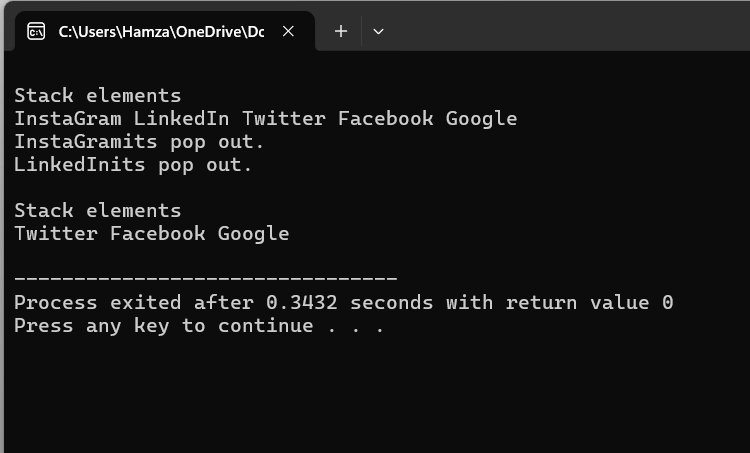 C:\Users\Hamza\OneDrive\Dc
Stack elements
InstaGram LinkedIn Twitter Facebook Google
InstaGramits pop out.
LinkedInits pop out.
Stack elements
Twitter Facebook Google
--------------------------------
Process exited after 0.3432 seconds with return value 0
Press any key to continue . . .